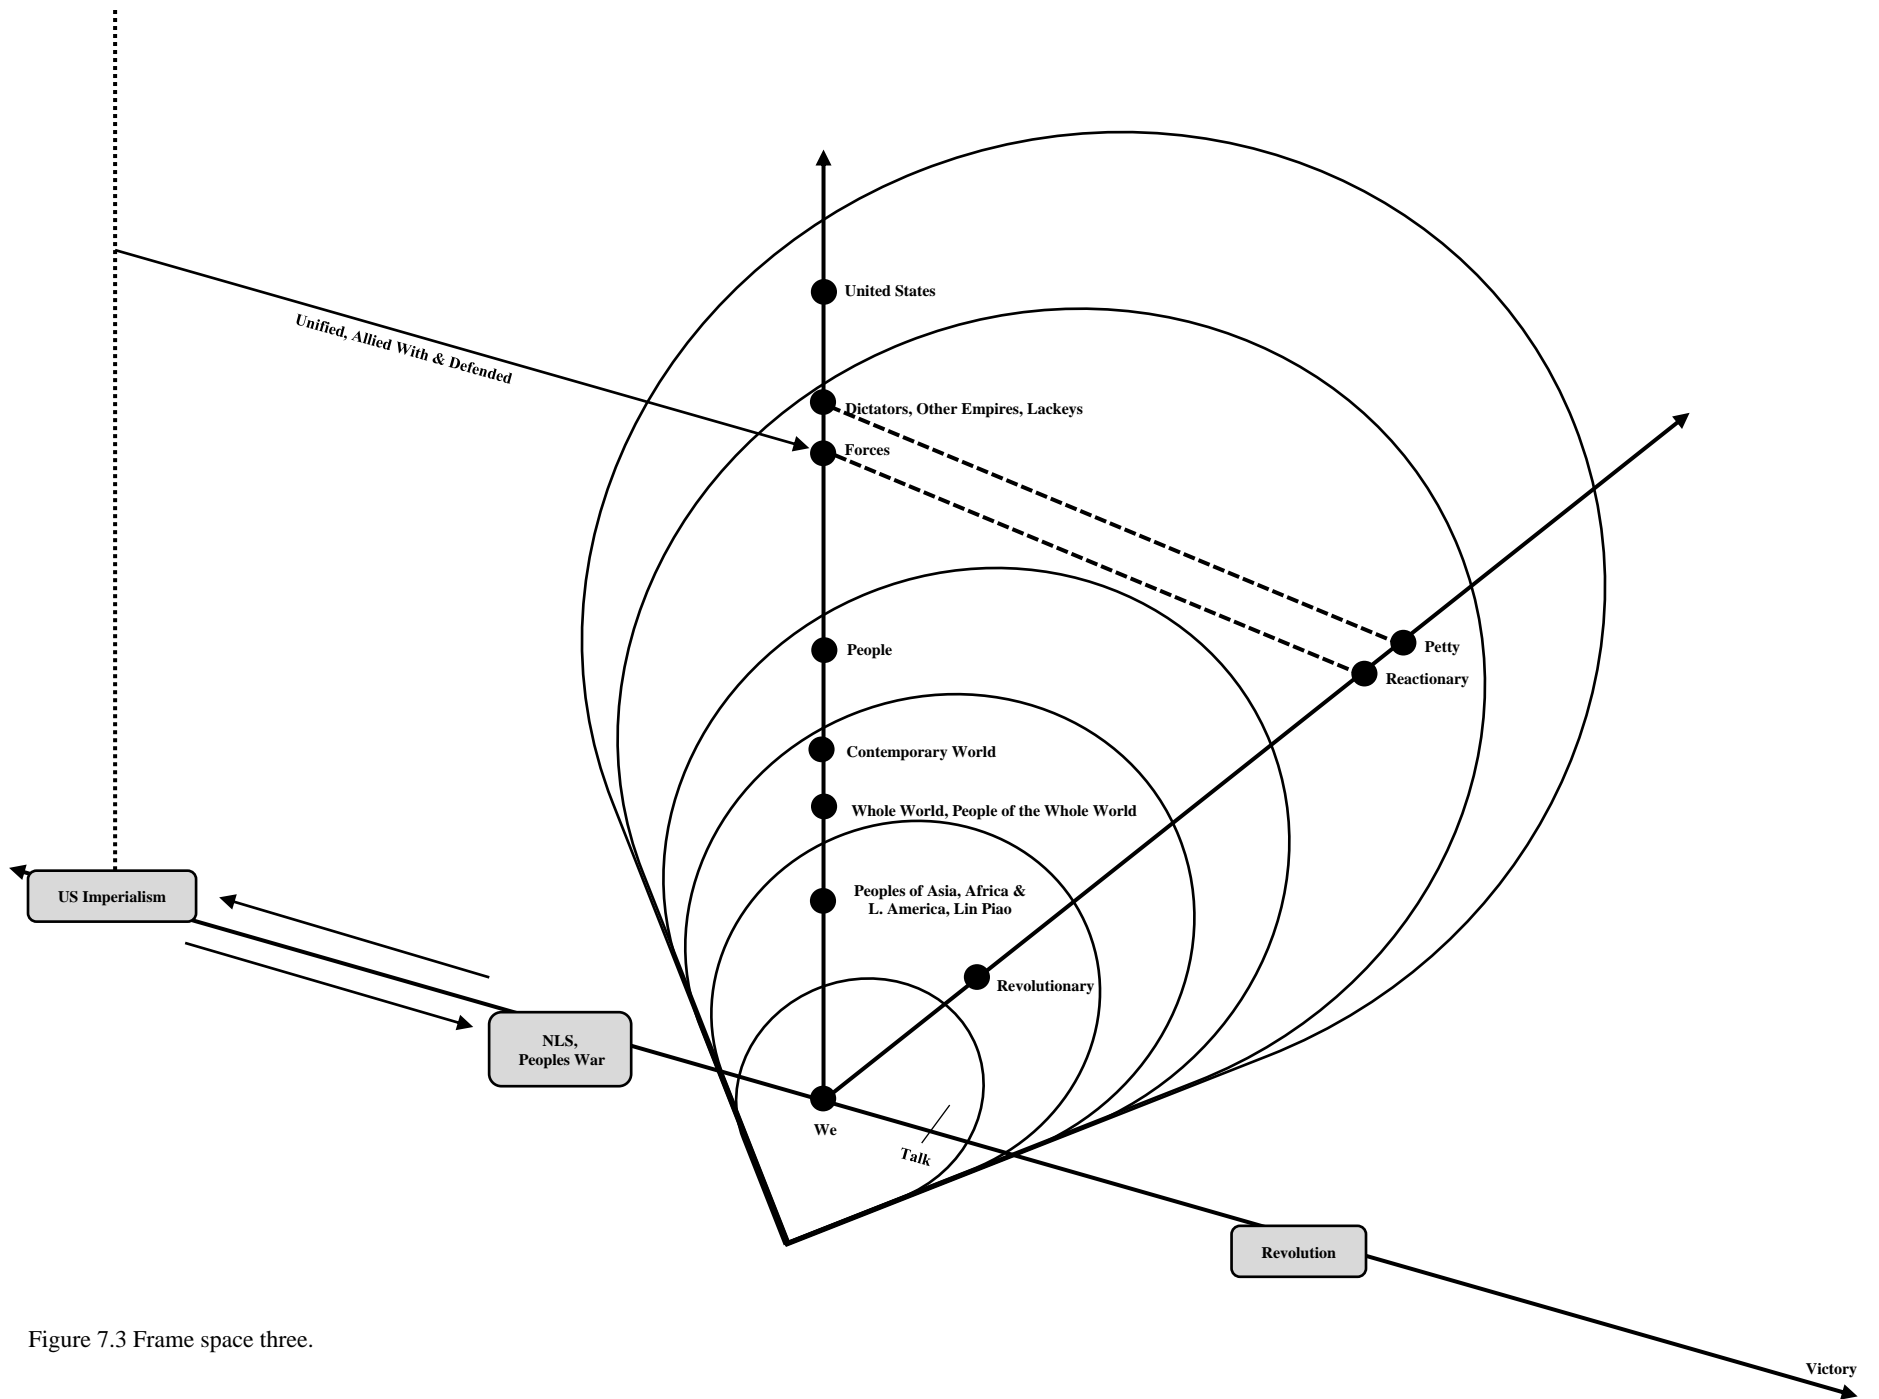 United States
Unified, Allied With & Defended
Dictators, Other Empires, Lackeys
Forces
People
Petty
Reactionary
Contemporary World
Whole World, People of the Whole World
US Imperialism
Peoples of Asia, Africa &
L. America, Lin Piao
Revolutionary
NLS,
Peoples War
We
Talk
Revolution
Figure 7.3 Frame space three.
Victory